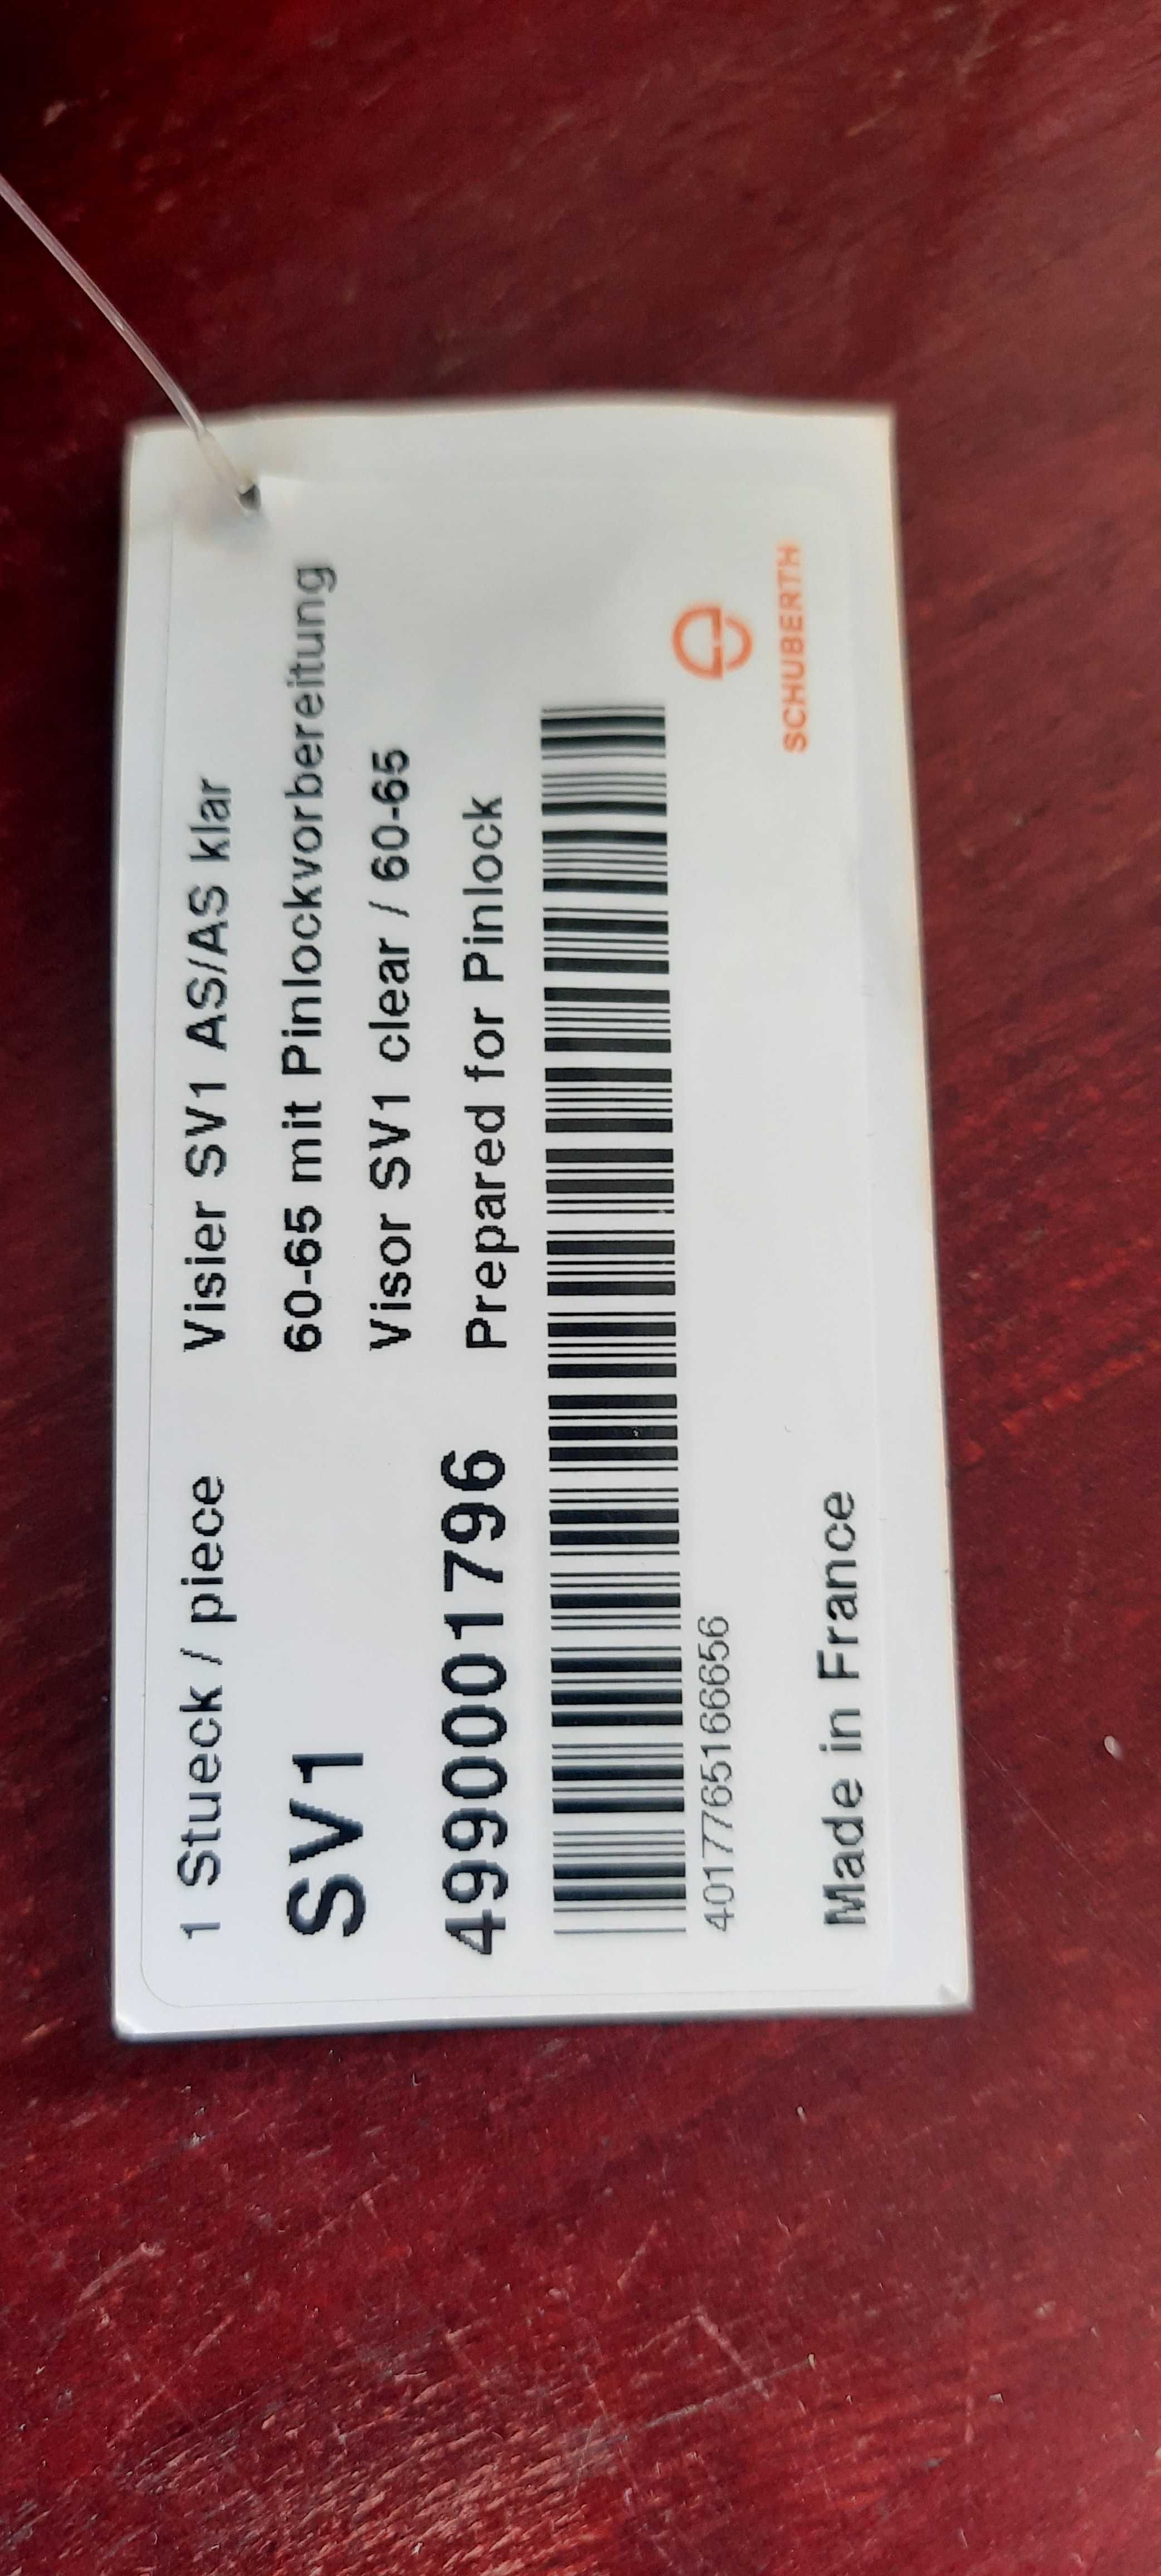 1 Stueck / piece
Visier SV1 AS/AS klar
60-65 mit Pinlockvorbereitung
SV1
Visor SV1 clear / 60-65
4990001796
Prepared for Pinlock
4017765166656
SCHUBERTH
Made in France